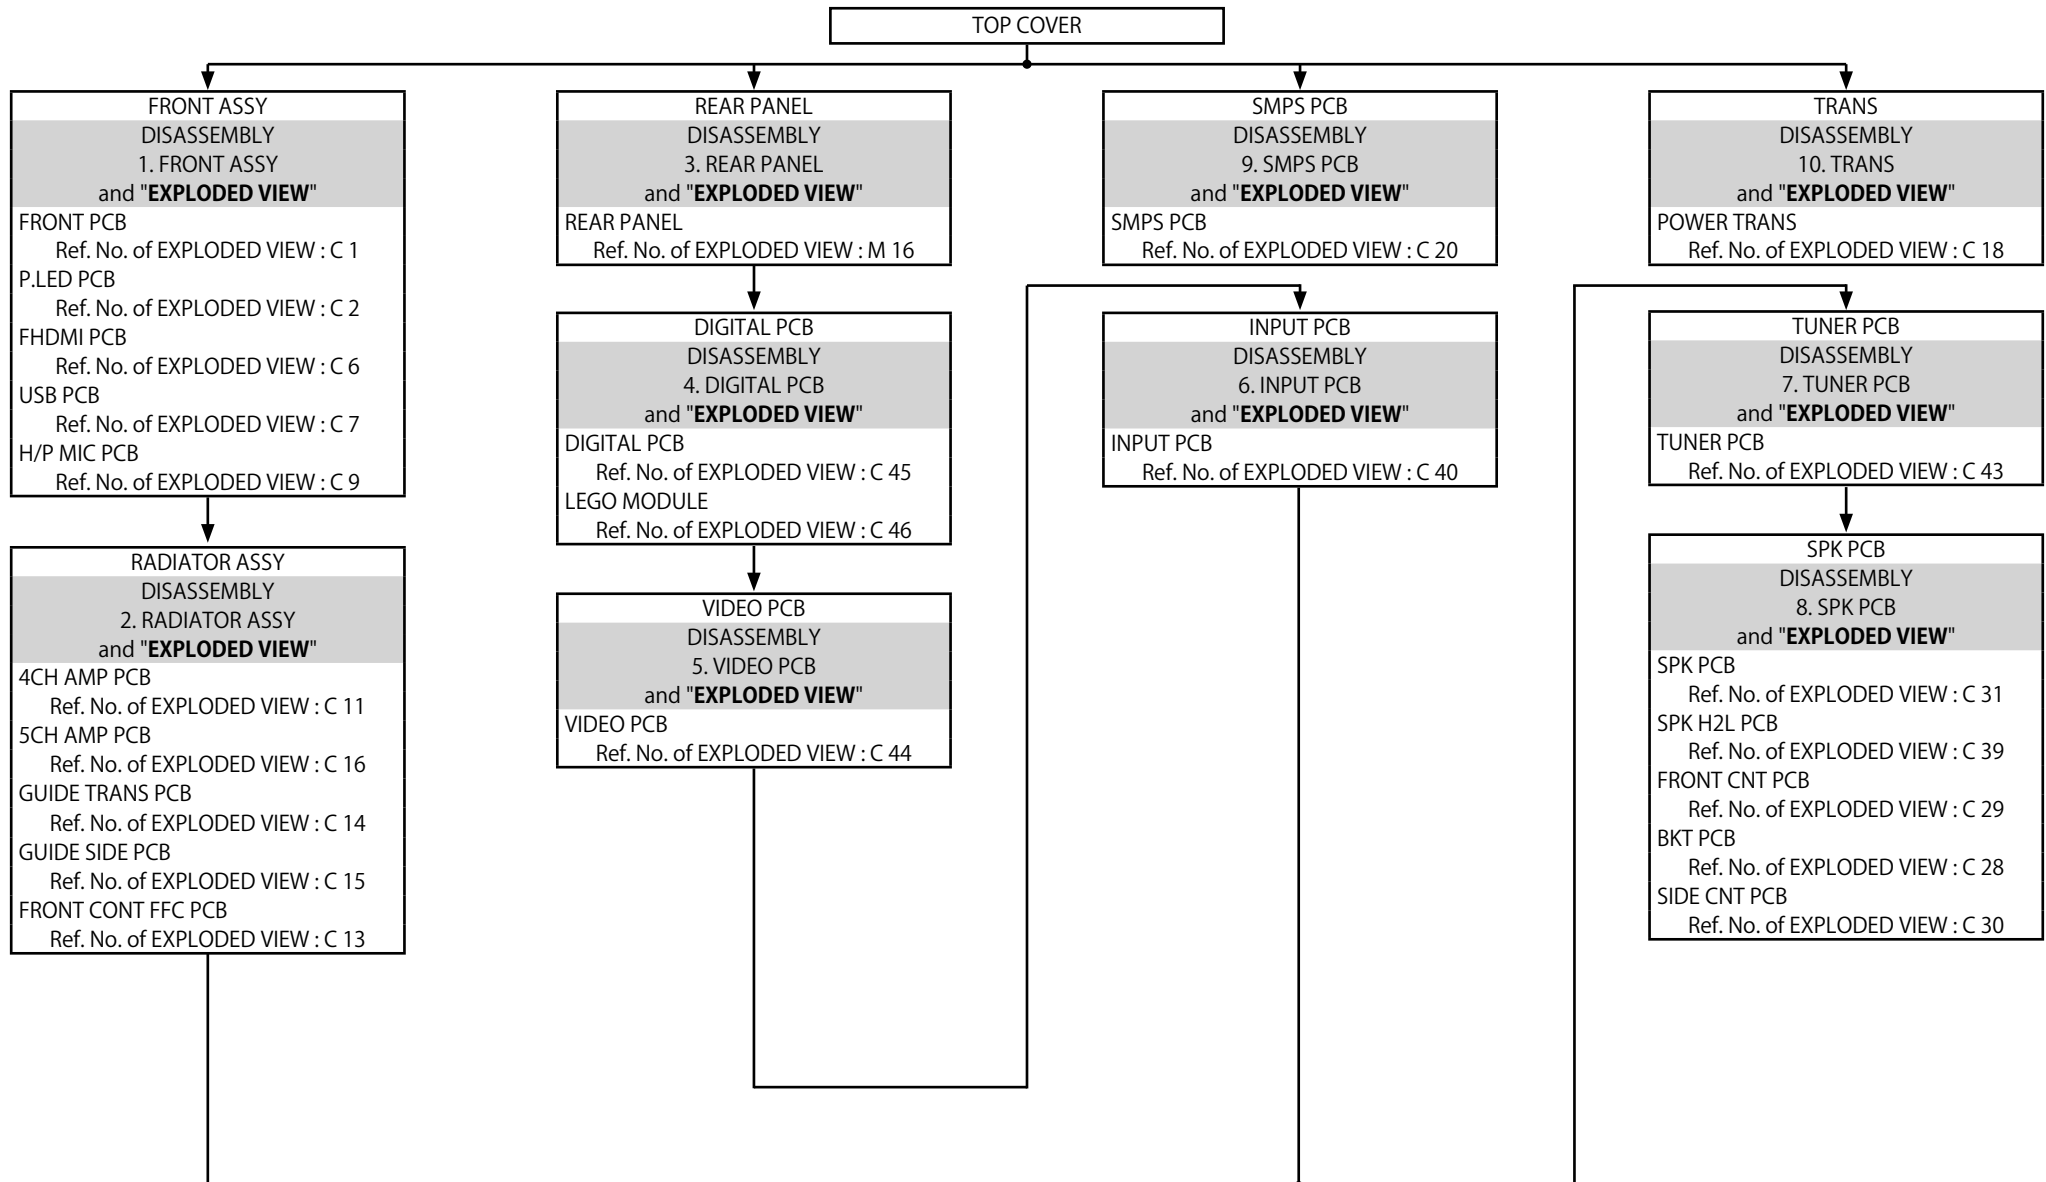 TOP COVER
FRONT ASSY
DISASSEMBLY
1. FRONT ASSY
and "EXPLODED VIEW"
FRONT PCB
Ref. No. of EXPLODED VIEW : C 1
P.LED PCB
Ref. No. of EXPLODED VIEW : C 2
FHDMI PCB
Ref. No. of EXPLODED VIEW : C 6
USB PCB
Ref. No. of EXPLODED VIEW : C 7
H/P MIC PCB
Ref. No. of EXPLODED VIEW : C 9
RADIATOR ASSY
DISASSEMBLY
2. RADIATOR ASSY
and "EXPLODED VIEW"
4CH AMP PCB
Ref. No. of EXPLODED VIEW : C 11
5CH AMP PCB
Ref. No. of EXPLODED VIEW : C 16
GUIDE TRANS PCB
Ref. No. of EXPLODED VIEW : C 14
GUIDE SIDE PCB
Ref. No. of EXPLODED VIEW : C 15
FRONT CONT FFC PCB
Ref. No. of EXPLODED VIEW : C 13
REAR PANEL
DISASSEMBLY
3. REAR PANEL
and "EXPLODED VIEW"
REAR PANEL
Ref. No. of EXPLODED VIEW : M 16
DIGITAL PCB
DISASSEMBLY
4. DIGITAL PCB
and "EXPLODED VIEW"
DIGITAL PCB
Ref. No. of EXPLODED VIEW : C 45
LEGO MODULE
Ref. No. of EXPLODED VIEW : C 46
VIDEO PCB
DISASSEMBLY
5. VIDEO PCB
and "EXPLODED VIEW"
VIDEO PCB
Ref. No. of EXPLODED VIEW : C 44
SMPS PCB
DISASSEMBLY
9. SMPS PCB
and "EXPLODED VIEW"
SMPS PCB
Ref. No. of EXPLODED VIEW : C 20
INPUT PCB
DISASSEMBLY
6. INPUT PCB
and "EXPLODED VIEW"
INPUT PCB
Ref. No. of EXPLODED VIEW : C 40
TRANS
DISASSEMBLY
10. TRANS
and "EXPLODED VIEW"
POWER TRANS
Ref. No. of EXPLODED VIEW : C 18
TUNER PCB
DISASSEMBLY
7. TUNER PCB
and "EXPLODED VIEW"
TUNER PCB
Ref. No. of EXPLODED VIEW : C 43
SPK PCB
DISASSEMBLY
8. SPK PCB
and "EXPLODED VIEW"
SPK PCB
Ref. No. of EXPLODED VIEW : C 31
SPK H2L PCB
Ref. No. of EXPLODED VIEW : C 39
FRONT CNT PCB
Ref. No. of EXPLODED VIEW : C 29
BKT PCB
Ref. No. of EXPLODED VIEW : C 28
SIDE CNT PCB
Ref. No. of EXPLODED VIEW : C 30